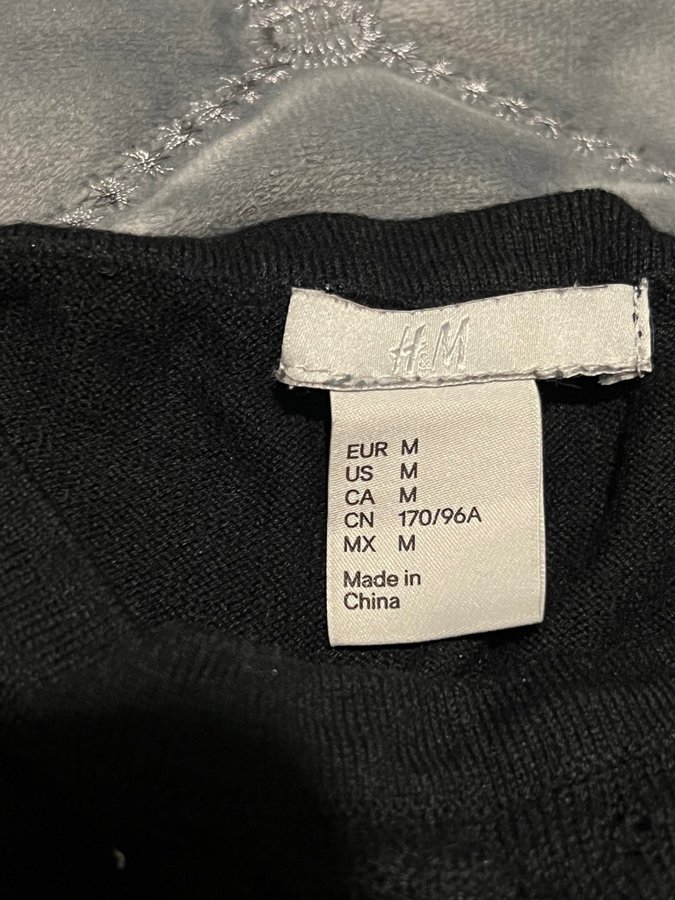 H&M
EUR M
US M
CA M
CN 170/96A
MX M
Made in
China